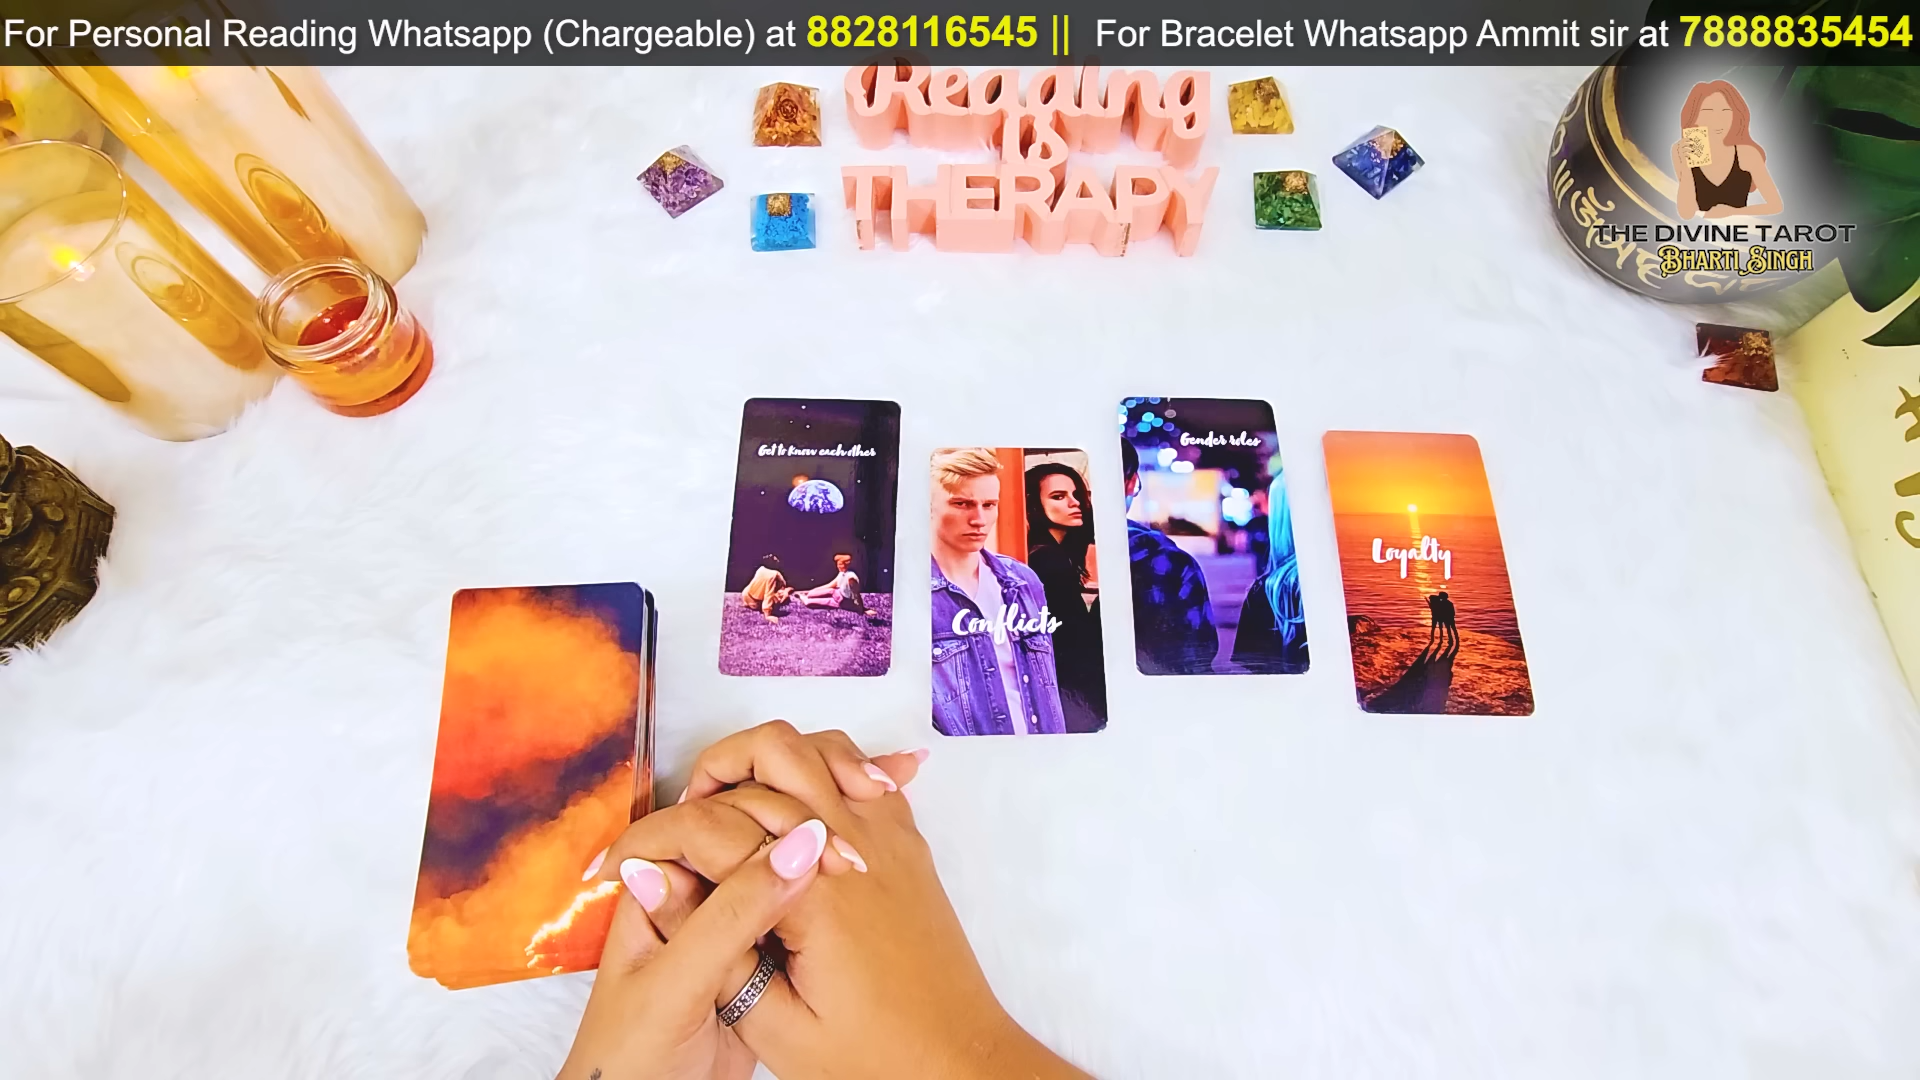 For Personal Reading Whatsapp (Chargeable) at 8828116545 || For Bracelet Whatsapp Ammit sir at 7888835454
Reading
is
THERAPY
THE DIVINE TAROT
BHARTI SINGH
Get to know each other
Conflicts
Gender roles
Loyalty